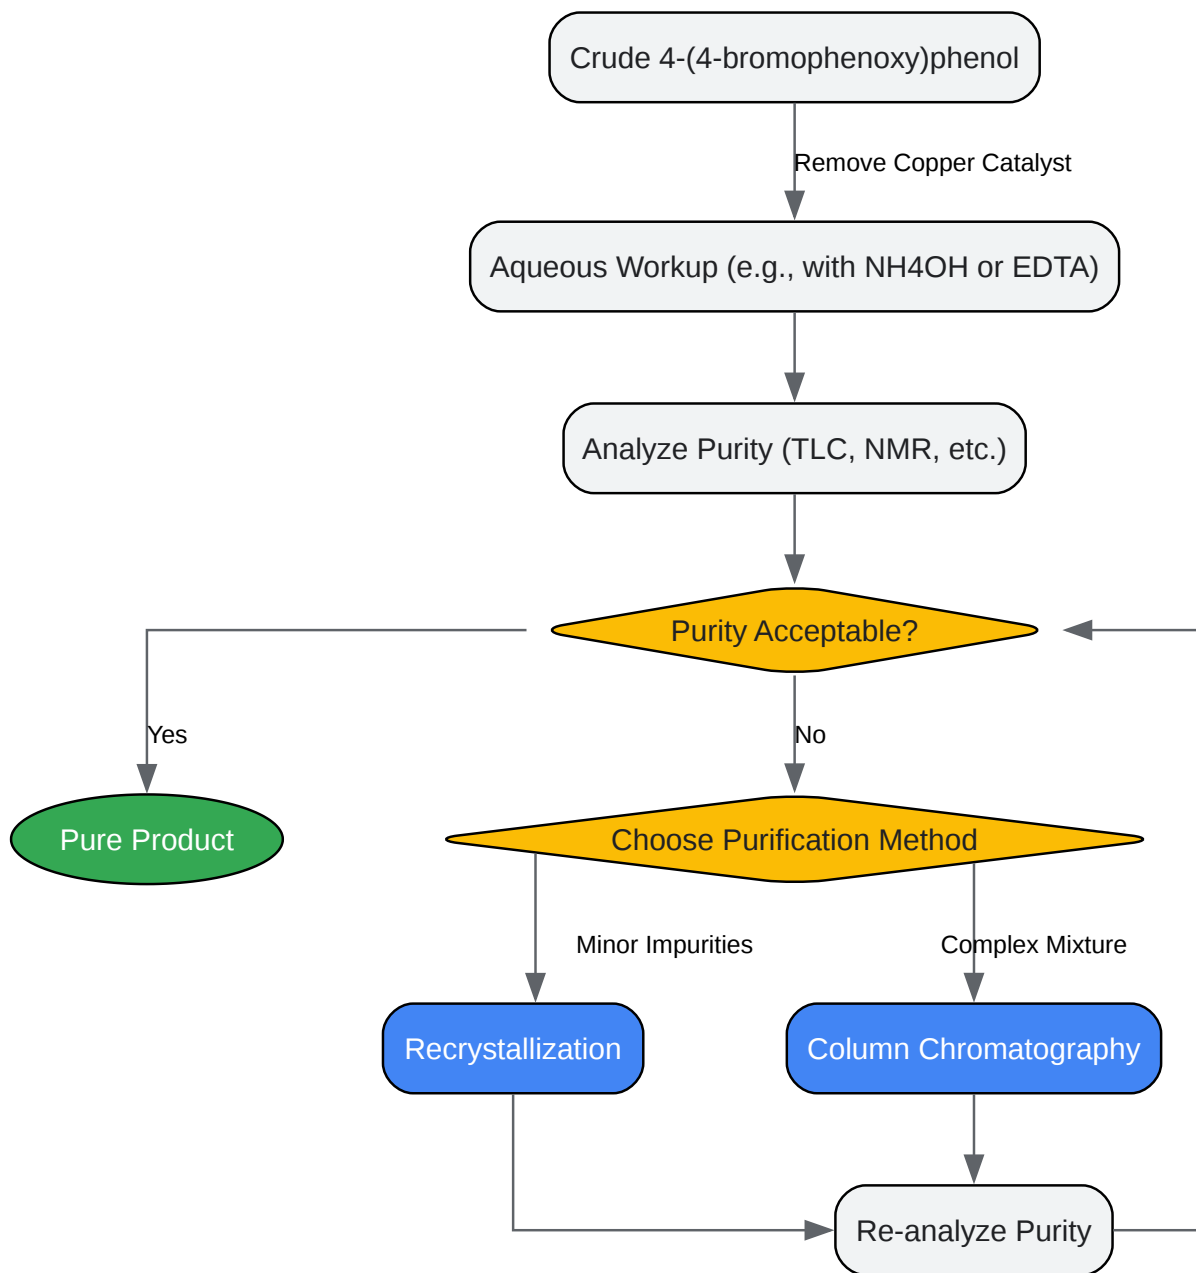 Crude 4-(4-bromophenoxy)phenol
Remove Copper Catalyst
Aqueous Workup (e.g., with NH4OH or EDTA)
Analyze Purity (TLC, NMR, etc.)
Purity Acceptable?
Yes
No
Pure Product
Choose Purification Method
Minor Impurities
Complex Mixture
Recrystallization
Column Chromatography
Re-analyze Purity